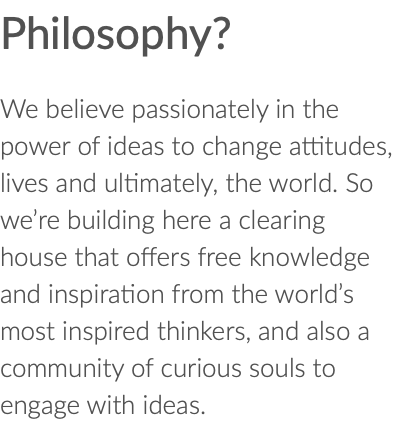 Philosophy?
We believe passionately in the
power of ideas to change attitudes,
lives and ultimately, the world. So
we’re building here a clearing
house that offers free knowledge
and inspiration from the world’s
most inspired thinkers, and also a
community of curious souls to
engage with ideas.